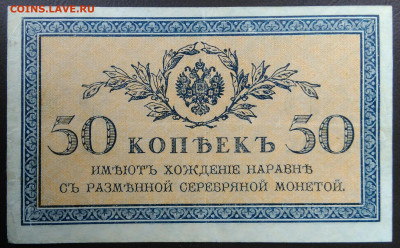 COINS.LAVE.RU
50 КОПѢЕКЪ 50
ИМѢЮТЪ ХОЖДЕНІЕ НАРАВНѢ
СЪ РАЗМѢННОЙ СЕРЕБРЯНОЙ МОНЕТОЙ.